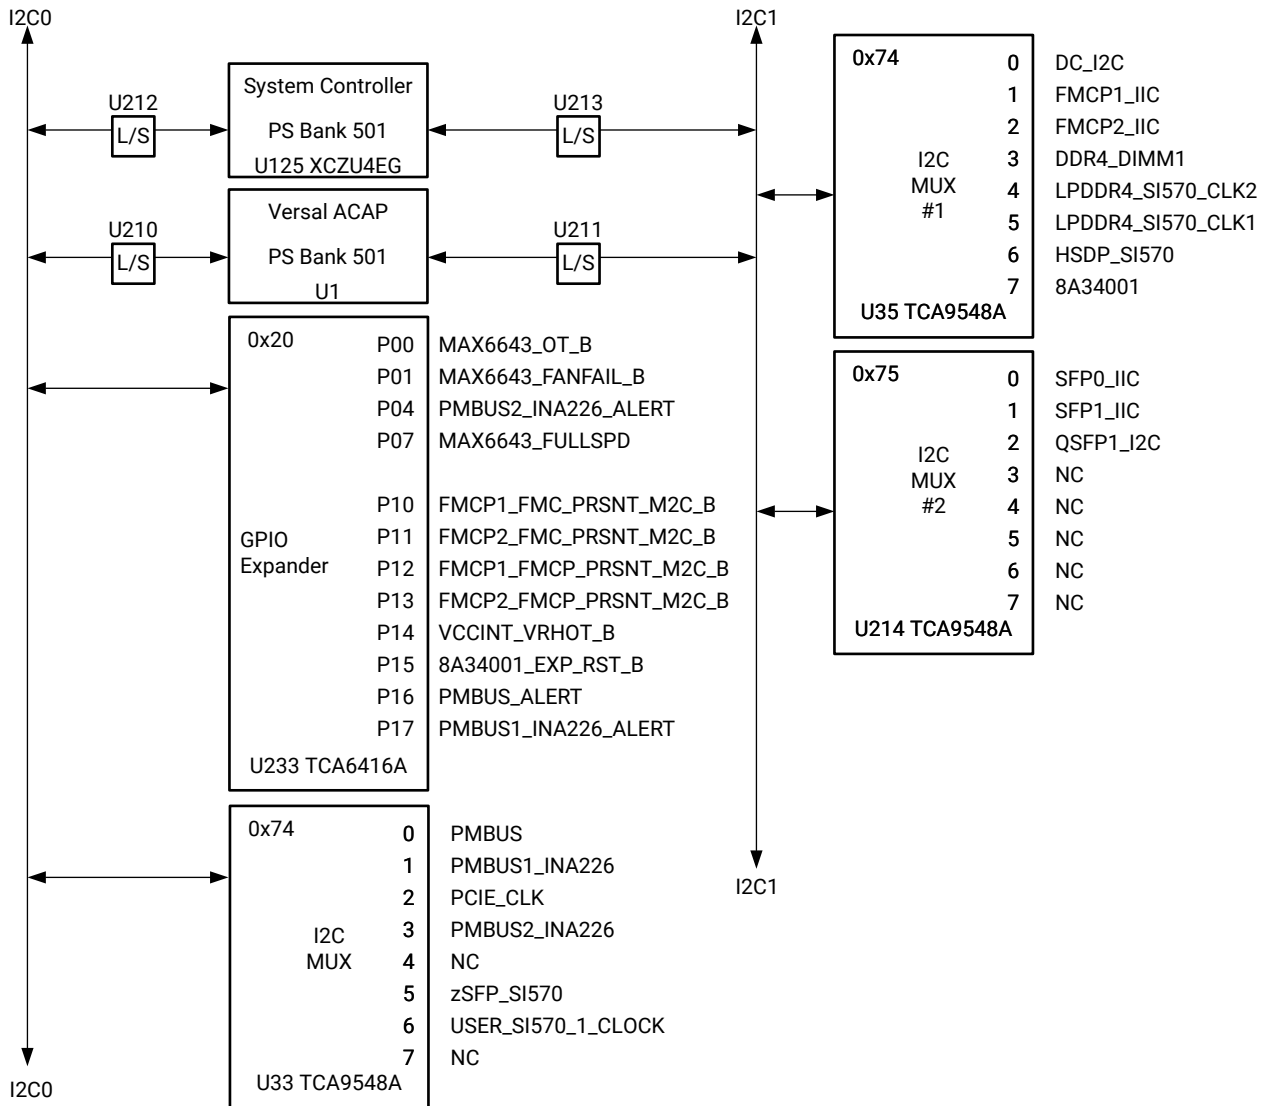 I2C0
I2C1
System Controller
PS Bank 501
U125 XCZU4EG
U212
L/S
U213
L/S
Versal ACAP
PS Bank 501
U1
U210
L/S
U211
L/S
0x20
GPIO
Expander
P00 MAX6643_OT_B
P01 MAX6643_FANFAIL_B
P04 PMBUS2_INA226_ALERT
P07 MAX6643_FULLSPD
P10 FMCP1_FMC_PRSNT_M2C_B
P11 FMCP2_FMC_PRSNT_M2C_B
P12 FMCP1_FMCP_PRSNT_M2C_B
P13 FMCP2_FMCP_PRSNT_M2C_B
P14 VCCINT_VRHOT_B
P15 8A34001_EXP_RST_B
P16 PMBUS_ALERT
P17 PMBUS1_INA226_ALERT
U233 TCA6416A
0x74
I2C
MUX
0 PMBUS
1 PMBUS1_INA226
2 PCIE_CLK
3 PMBUS2_INA226
4 NC
5 zSFP_SI570
6 USER_SI570_1_CLOCK
7 NC
U33 TCA9548A
I2C0
0x74
I2C
MUX
#1
0 DC_I2C
1 FMCP1_IIC
2 FMCP2_IIC
3 DDR4_DIMM1
4 LPDDR4_SI570_CLK2
5 LPDDR4_SI570_CLK1
6 HSDP_SI570
7 8A34001
U35 TCA9548A
0x75
I2C
MUX
#2
0 SFP0_IIC
1 SFP1_IIC
2 QSFP1_I2C
3 NC
4 NC
5 NC
6 NC
7 NC
U214 TCA9548A
I2C1